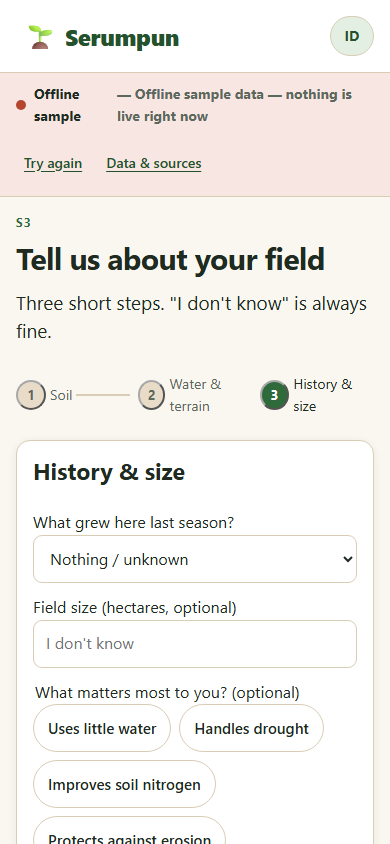 Serumpun
ID
Offline sample
— Offline sample data — nothing is live right now
Try again
Data & sources
S3
Tell us about your field
Three short steps. "I don't know" is always fine.
1 Soil
2 Water & terrain
3 History & size
History & size
What grew here last season?
Nothing / unknown
Field size (hectares, optional)
I don't know
What matters most to you? (optional)
Uses little water
Handles drought
Improves soil nitrogen
Protects against erosion